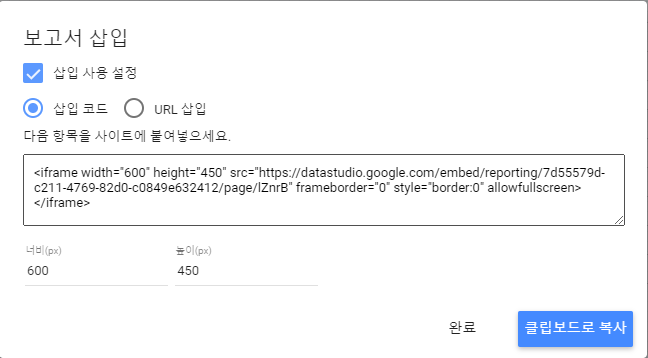 보고서 삽입
삽입 사용 설정
삽입 코드 URL 삽입
다음 항목을 사이트에 붙여넣으세요.
<iframe width="600" height="450" src="https://datastudio.google.com/embed/reporting/7d55579d-
c211-4769-82d0-c0849e632412/page/lZnrB" frameborder="0" style="border:0" allowfullscreen>
</iframe>
너비(px) 높이(px)
600 450
완료 클립보드로 복사